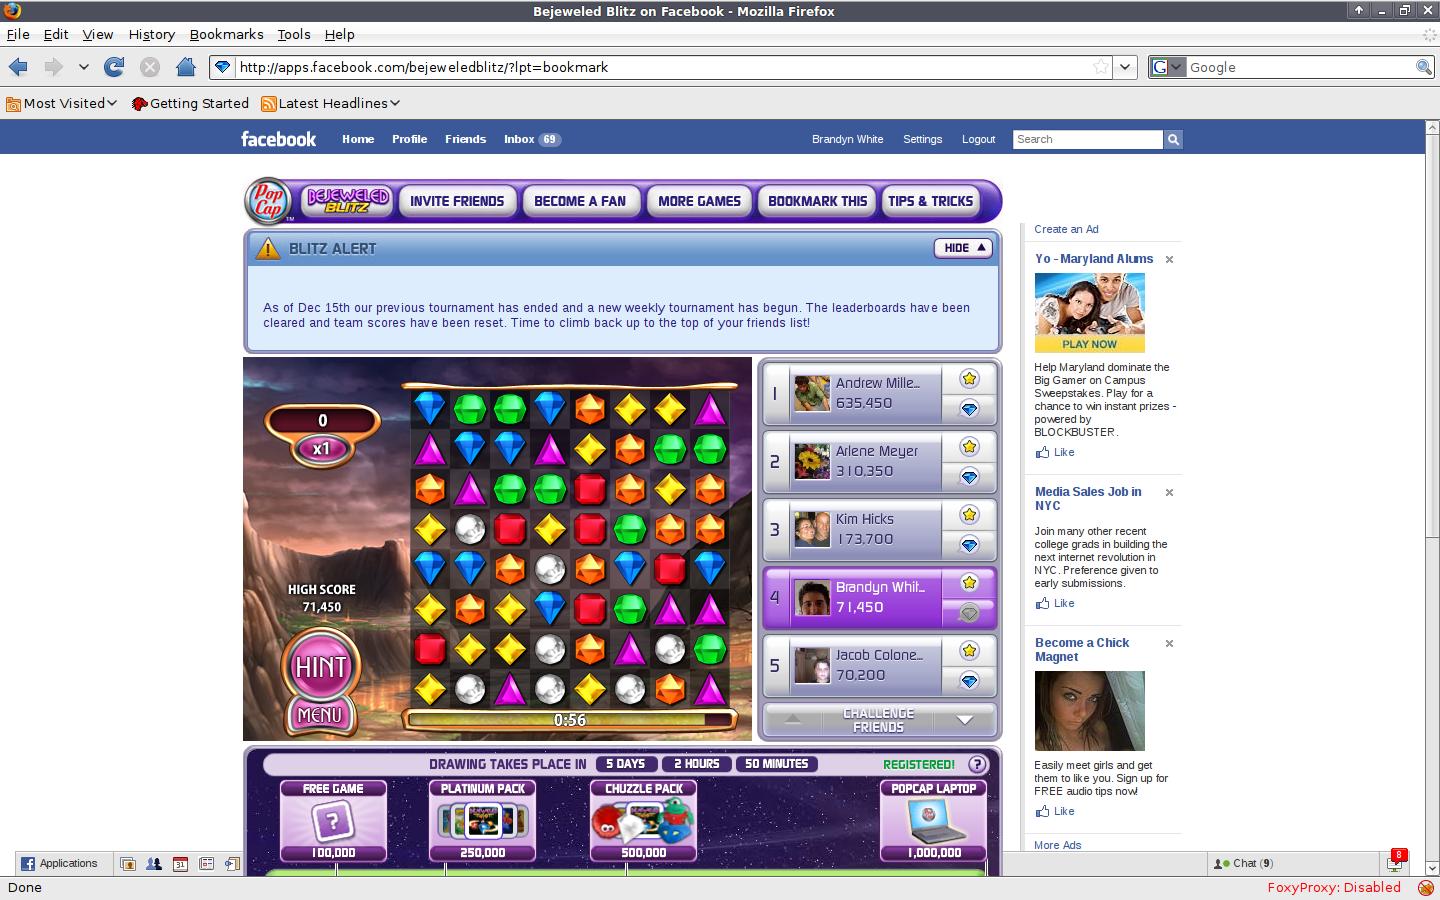 Bejeweled Blitz on Facebook - Mozilla Firefox
File Edit View History Bookmarks Tools Help
http://apps.facebook.com/bejeweledblitz/?lpt=bookmark
G Google
Most Visited Getting Started Latest Headlines
facebook Home Profile Friends Inbox 69 Brandyn White Settings Logout Search
Pop Cap TM BEJEWELED BLITZ INVITE FRIENDS BECOME A FAN MORE GAMES BOOKMARK THIS TIPS & TRICKS
BLITZ ALERT HIDE
As of Dec 15th our previous tournament has ended and a new weekly tournament has begun. The leaderboards have been
cleared and team scores have been reset. Time to climb back up to the top of your friends list!
0
x1
HIGH SCORE
71,450
HINT
MENU
0:56
1 Andrew Mille...
635,450
2 Arlene Meyer
310,350
3 Kim Hicks
173,700
4 Brandyn Whit...
71,450
5 Jacob Colone...
70,200
CHALLENGE
FRIENDS
DRAWING TAKES PLACE IN 5 DAYS 2 HOURS 50 MINUTES REGISTERED! ?
FREE GAME PLATINUM PACK CHUZZLE PACK POPCAP LAPTOP
?
100,000 250,000 500,000 1,000,000
Create an Ad
Yo - Maryland Alums
PLAY NOW
Help Maryland dominate the
Big Gamer on Campus
Sweepstakes. Play for a
chance to win instant prizes -
powered by
BLOCKBUSTER.
Like
Media Sales Job in
NYC
Join many other recent
college grads in building the
next internet revolution in
NYC. Preference given to
early submissions.
Like
Become a Chick
Magnet
Easily meet girls and get
them to like you. Sign up for
FREE audio tips now!
Like
More Ads
Applications 31 Chat (9) 8
Done FoxyProxy: Disabled